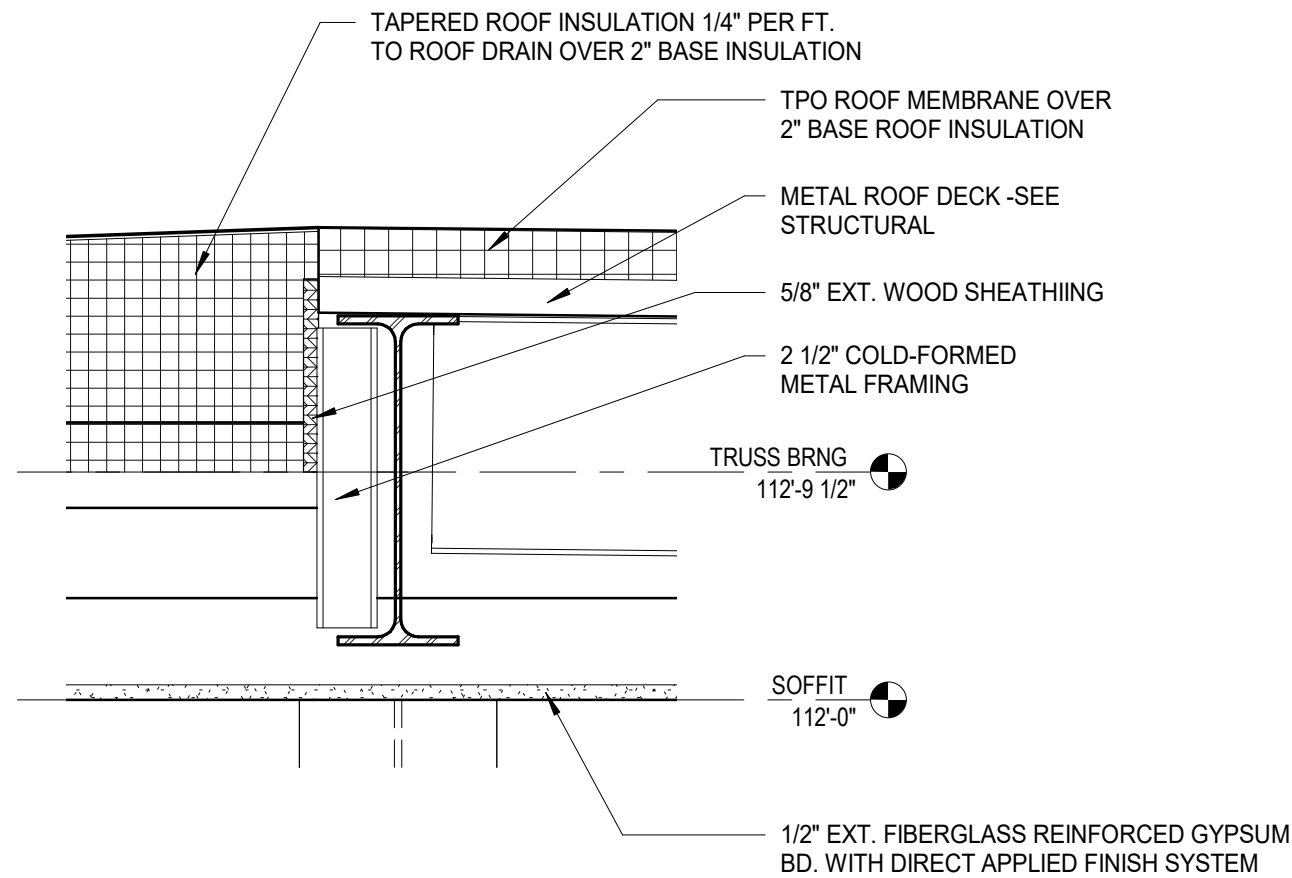 TAPERED ROOF INSULATION 1/4" PER FT.
TO ROOF DRAIN OVER 2" BASE INSULATION
TPO ROOF MEMBRANE OVER
2" BASE ROOF INSULATION
METAL ROOF DECK -SEE
STRUCTURAL
5/8" EXT. WOOD SHEATHIING
2 1/2" COLD-FORMED
METAL FRAMING
TRUSS BRNG
112'-9 1/2"
SOFFIT
112'-0"
1/2" EXT. FIBERGLASS REINFORCED GYPSUM
BD. WITH DIRECT APPLIED FINISH SYSTEM